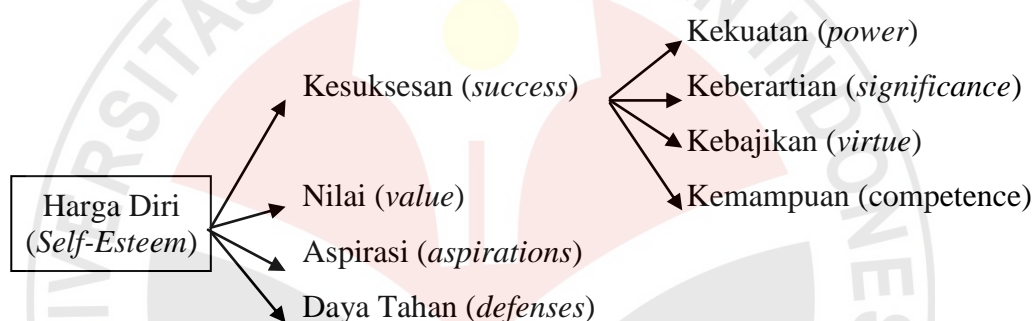 Kekuatan (power)
Kesuksesan (success)
Keberartian (significance)
Kebajikan (virtue)
Harga Diri
(Self-Esteem)
Nilai (value)
Kemampuan (competence)
Aspirasi (aspirations)
Daya Tahan (defenses)